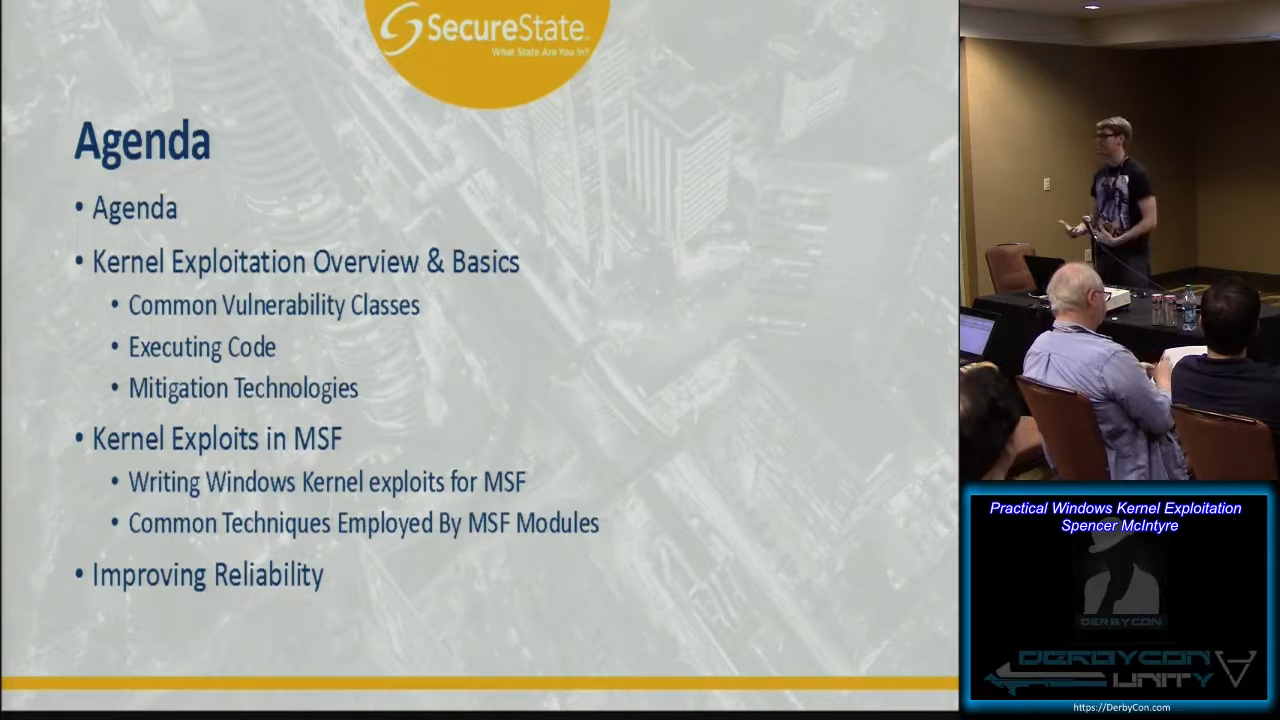 SecureState
What State Are You in?
Agenda
• Agenda
• Kernel Exploitation Overview & Basics
• Common Vulnerability Classes
• Executing Code
• Mitigation Technologies
• Kernel Exploits in MSF
• Writing Windows Kernel exploits for MSF
• Common Techniques Employed By MSF Modules
• Improving Reliability
Practical Windows Kernel Exploitation
Spencer McIntyre
DERBYCON
DERBYCON
UNITY
https://DerbyCon.com